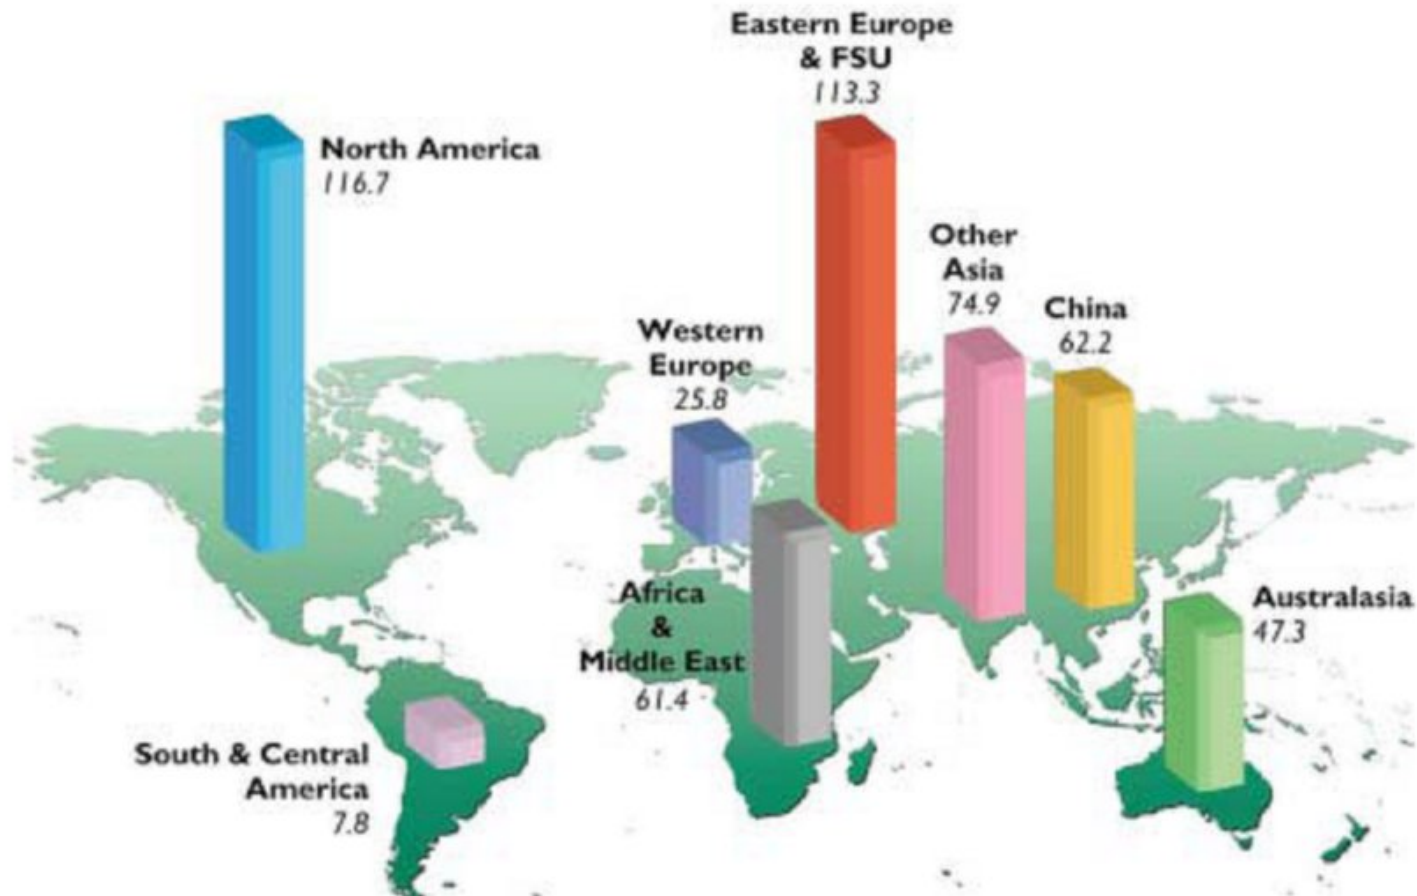 Eastern Europe
& FSU
113.3
North America
116.7
Other
Asia
74.9
China
62.2
Western
Europe
25.8
Africa
&
Middle East
61.4
Australasia
47.3
South & Central
America
7.8